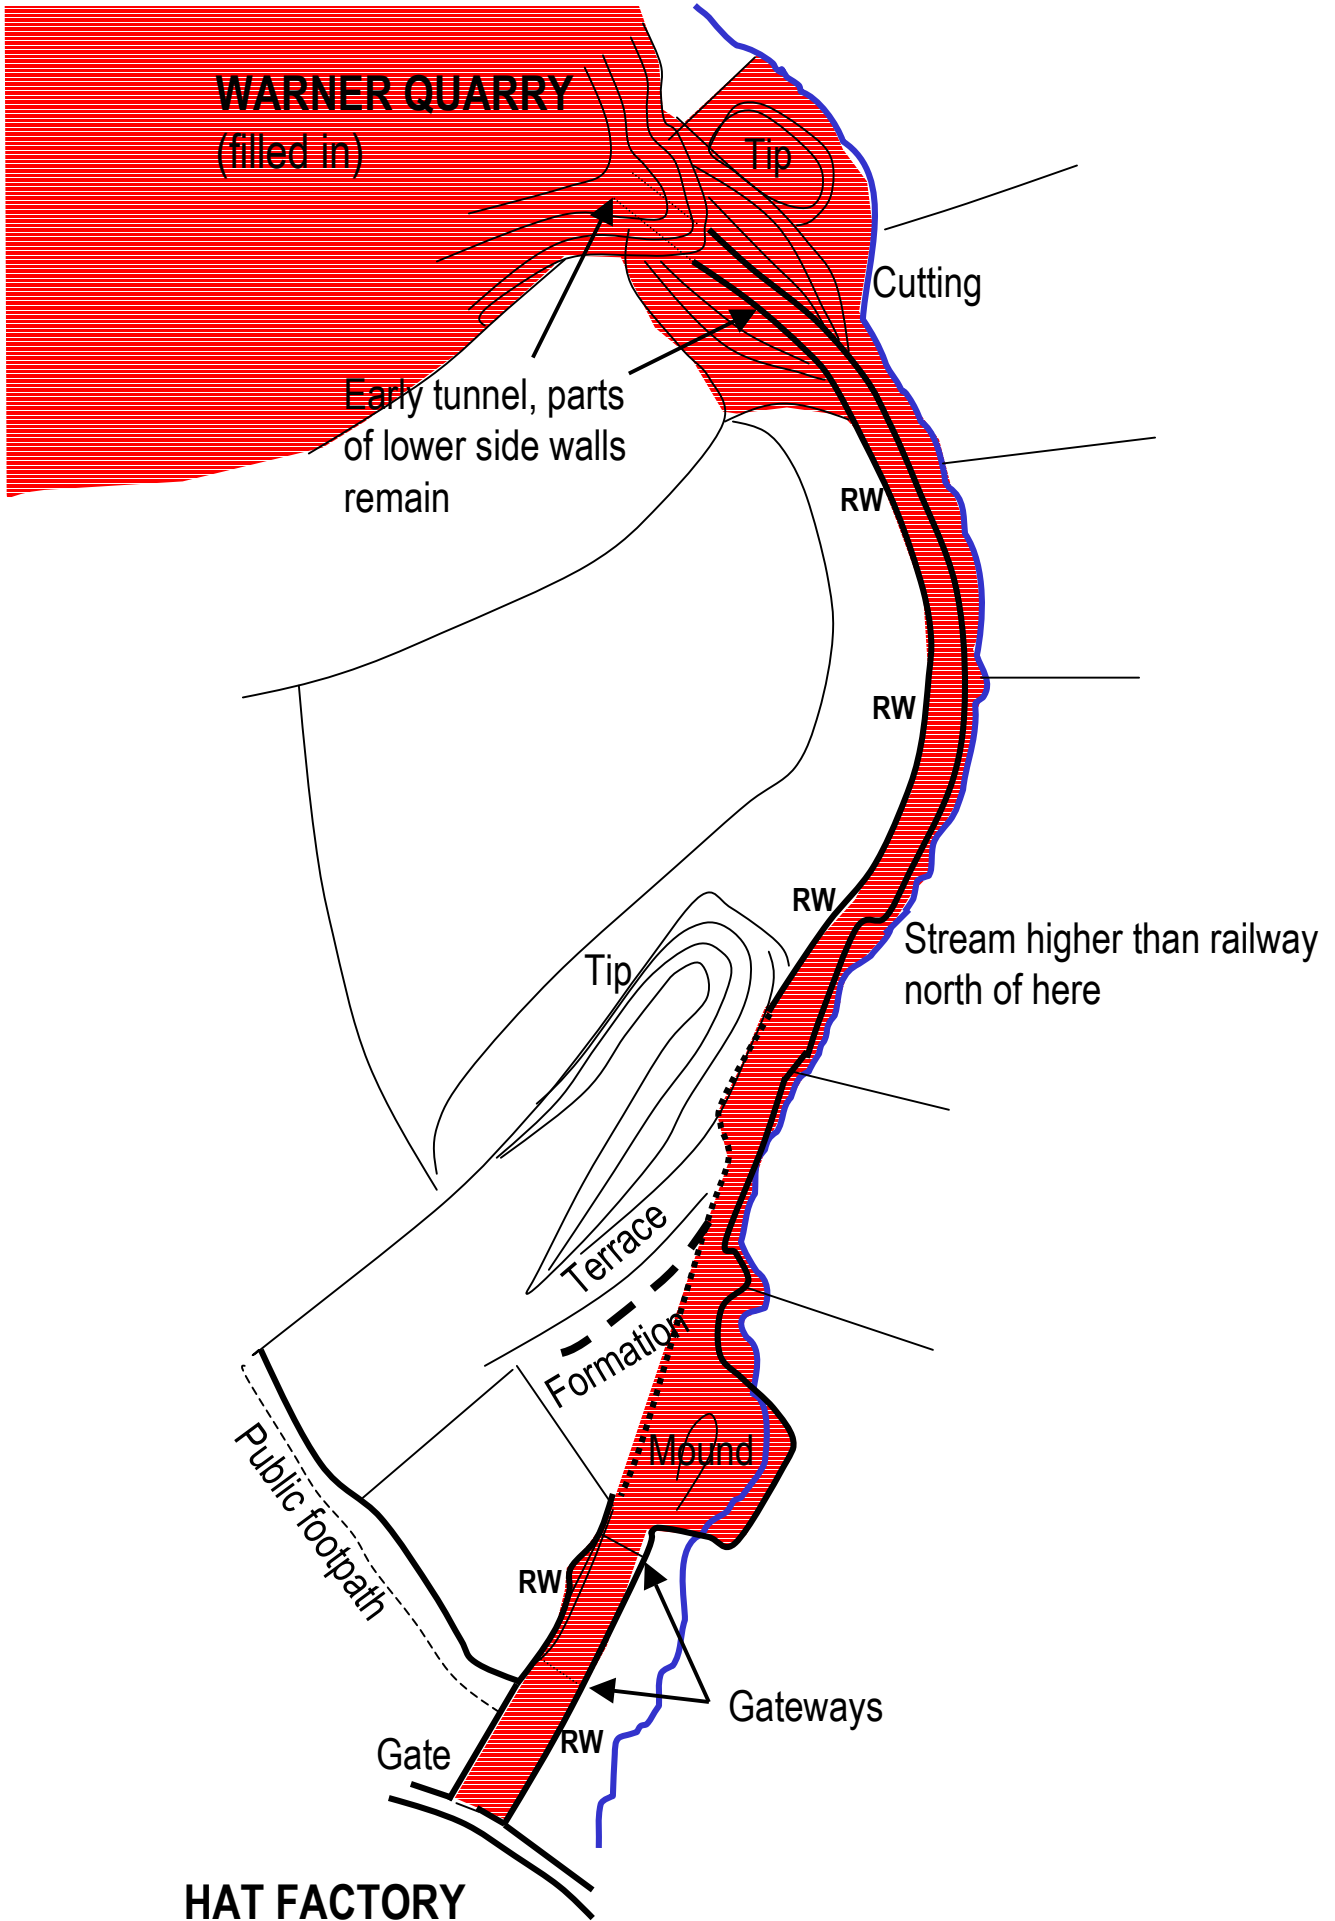 WARNER QUARRY
(filled in)
Tip
Cutting
Early tunnel, parts
of lower side walls
remain
RW
RW
RW
Stream higher than railway
north of here
Tip
Terrace
Formation
Public footpath
Mound
RW
Gateways
RW
Gate
HAT FACTORY